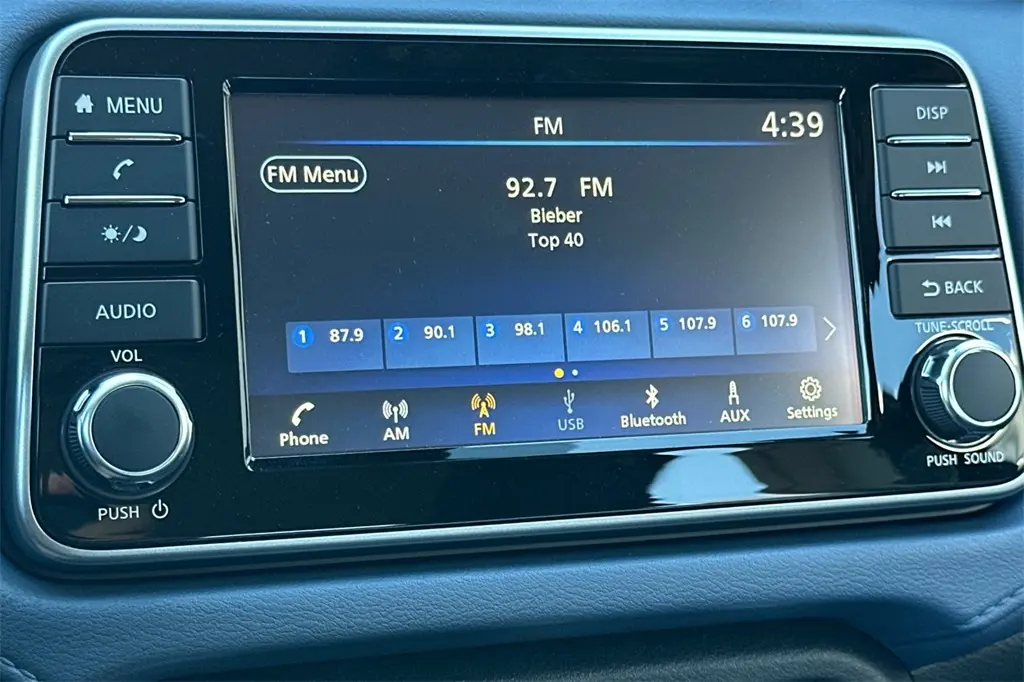 MENU
AUDIO
VOL
PUSH
FM
4:39
FM Menu
92.7 FM
Bieber
Top 40
1 87.9 2 90.1 3 98.1 4 106.1 5 107.9 6 107.9
Phone AM FM USB Bluetooth AUX Settings
DISP
BACK
TUNE·SCROLL
PUSH SOUND